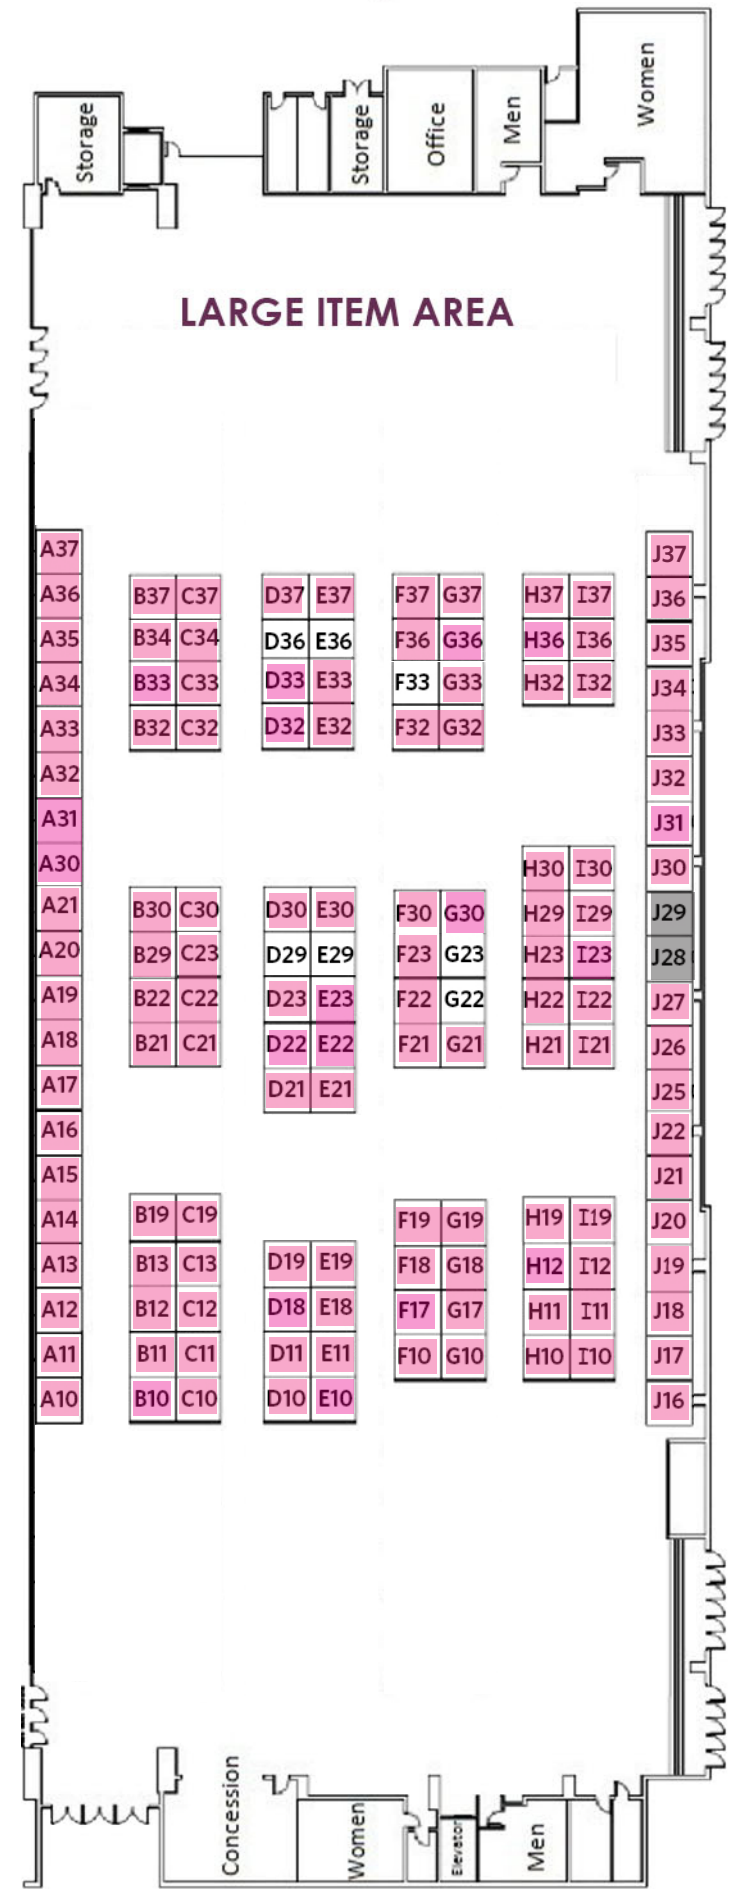 Women
Storage
Storage
Office
Men
LARGE ITEM AREA
A37 J37
A36 B37 C37 D37 E37 F37 G37 H37 I37 J36
A35 B34 C34 D36 E36 F36 G36 H36 I36 J35
A34 B33 C33 D33 E33 F33 G33 H32 I32 J34
A33 B32 C32 D32 E32 F32 G32 J33
A32 J32
A31 J31
A30 H30 I30 J30
A21 B30 C30 D30 E30 F30 G30 H29 I29 J29
A20 B29 C23 D29 E29 F23 G23 H23 I23 J28
A19 B22 C22 D23 E23 F22 G22 H22 I22 J27
A18 B21 C21 D22 E22 F21 G21 H21 I21 J26
A17 D21 E21 J25
A16 J22
A15 J21
A14 B19 C19 F19 G19 H19 I19 J20
A13 B13 C13 D19 E19 F18 G18 H12 I12 J19
A12 B12 C12 D18 E18 F17 G17 H11 I11 J18
A11 B11 C11 D11 E11 F10 G10 H10 I10 J17
A10 B10 C10 D10 E10 J16
Concession
Women
Elevator
Men